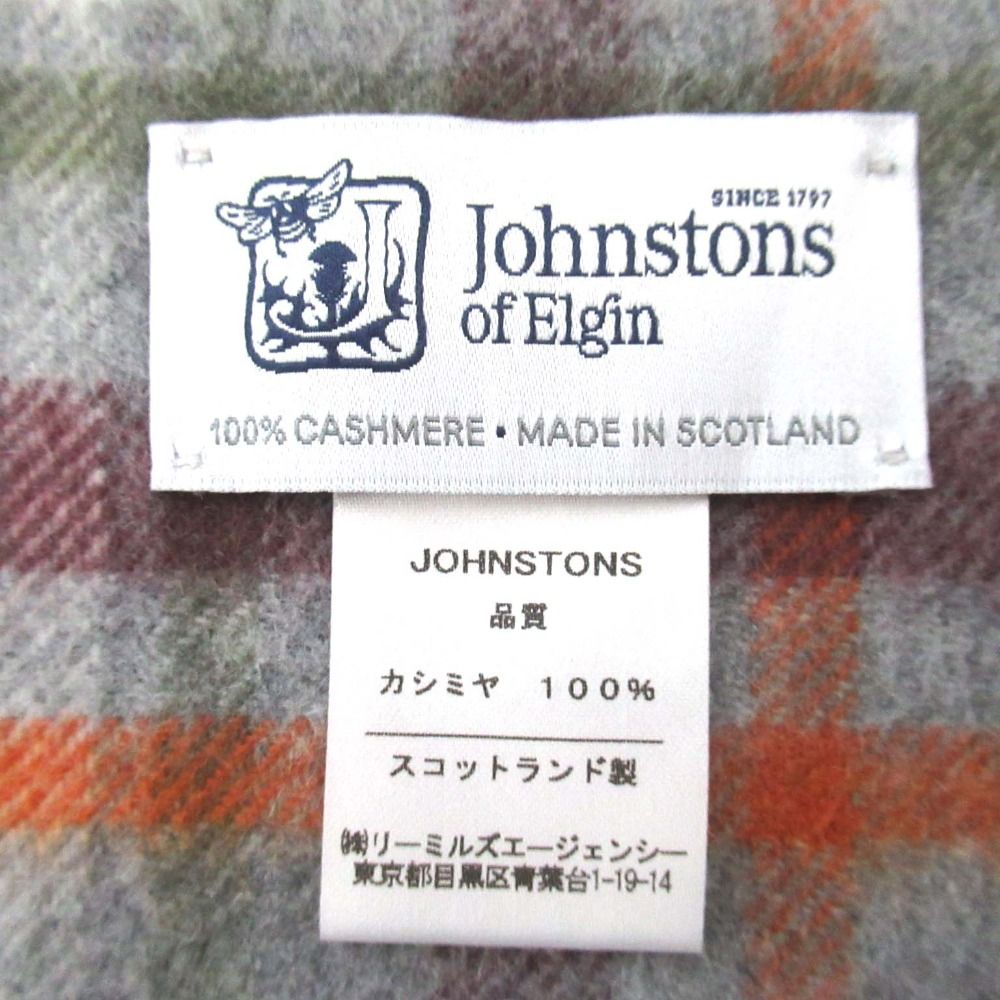 SINCE 1797
Johnstons
of Elgin
100% CASHMERE • MADE IN SCOTLAND
JOHNSTONS
品質
カシミヤ　100%
スコットランド製
㈱リーミルズエージェンシー
東京都目黒区青葉台1-19-14